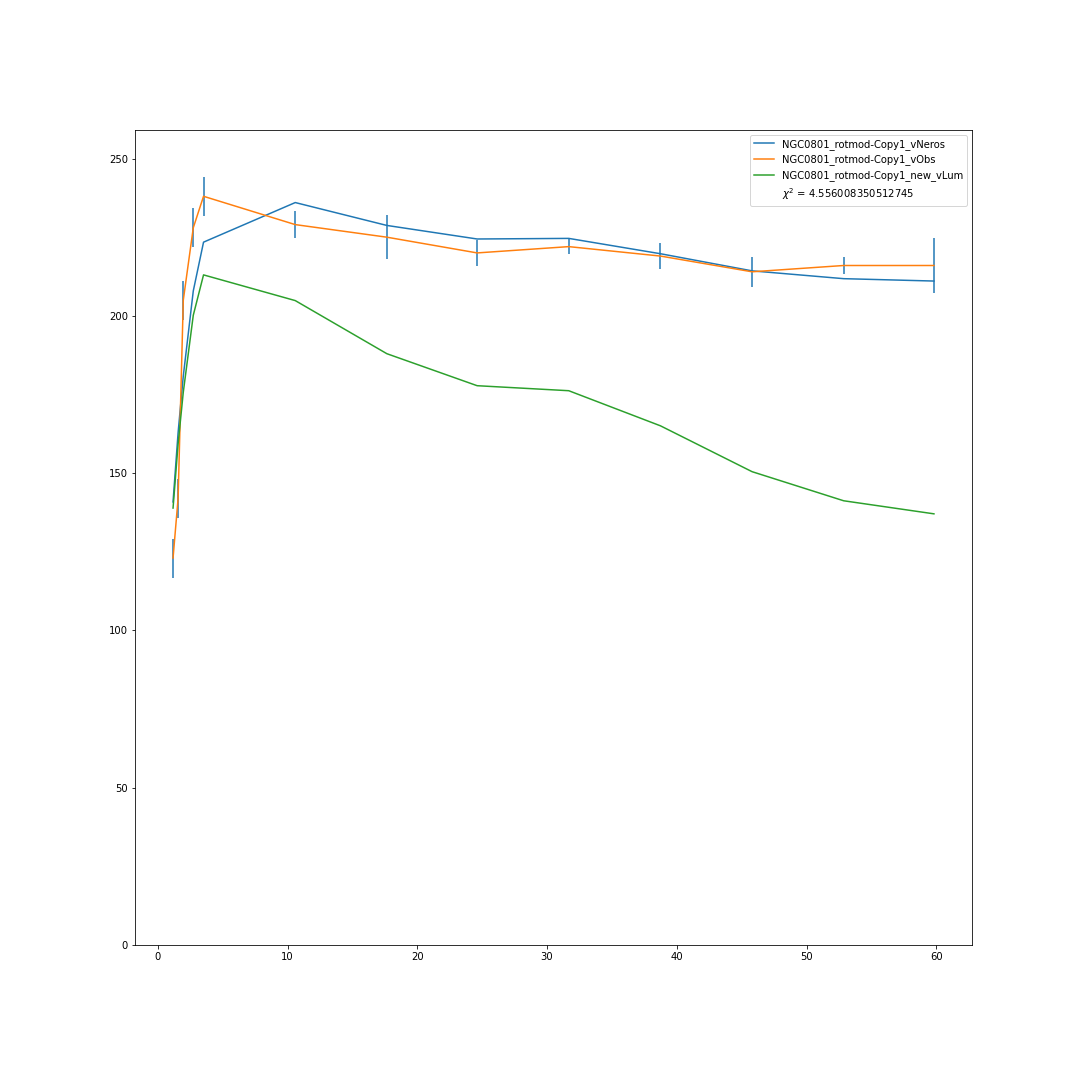 NGC0801_rotmod-Copy1_vNeros
NGC0801_rotmod-Copy1_vObs
NGC0801_rotmod-Copy1_new_vLum
χ² = 4.556008350512745
250
200
150
100
50
0
0 10 20 30 40 50 60